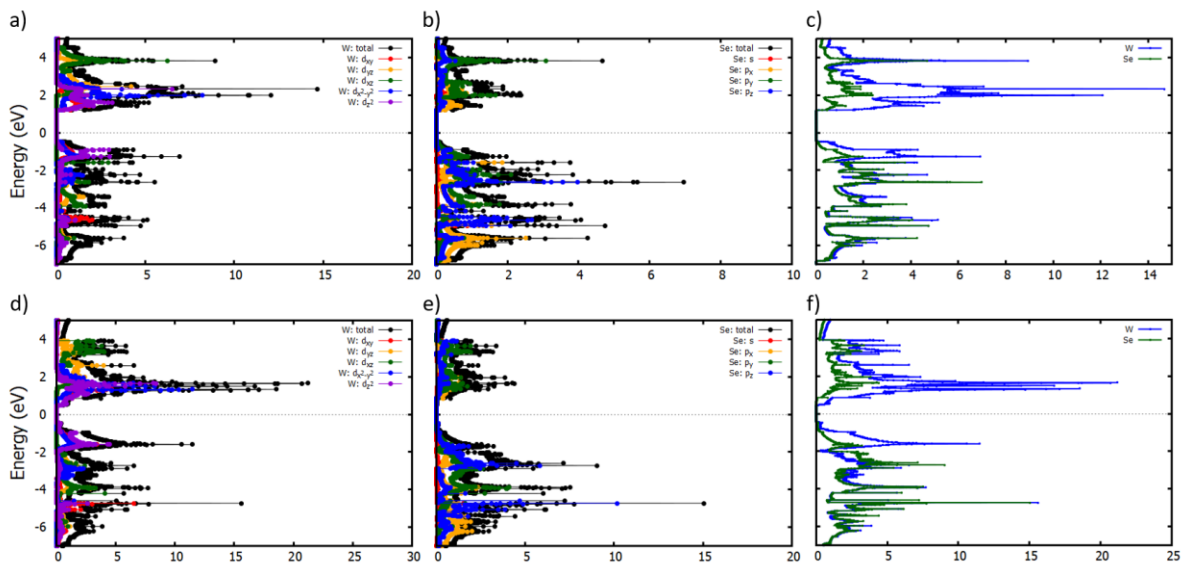 a)
b)
c)
W: total
W: dxy
W: dyz
W: dxz
W: dx²-y²
W: dz²
Se: total
Se: s
Se: px
Se: py
Se: pz
W
Se
Energy (eV)
4
2
0
-2
-4
-6
0 5 10 15 20
0 2 4 6 8 10
0 2 4 6 8 10 12 14
d)
e)
f)
W: total
W: dxy
W: dyz
W: dxz
W: dx²-y²
W: dz²
Se: total
Se: s
Se: px
Se: py
Se: pz
W
Se
Energy (eV)
4
2
0
-2
-4
-6
0 5 10 15 20 25 30
0 5 10 15 20
0 5 10 15 20 25